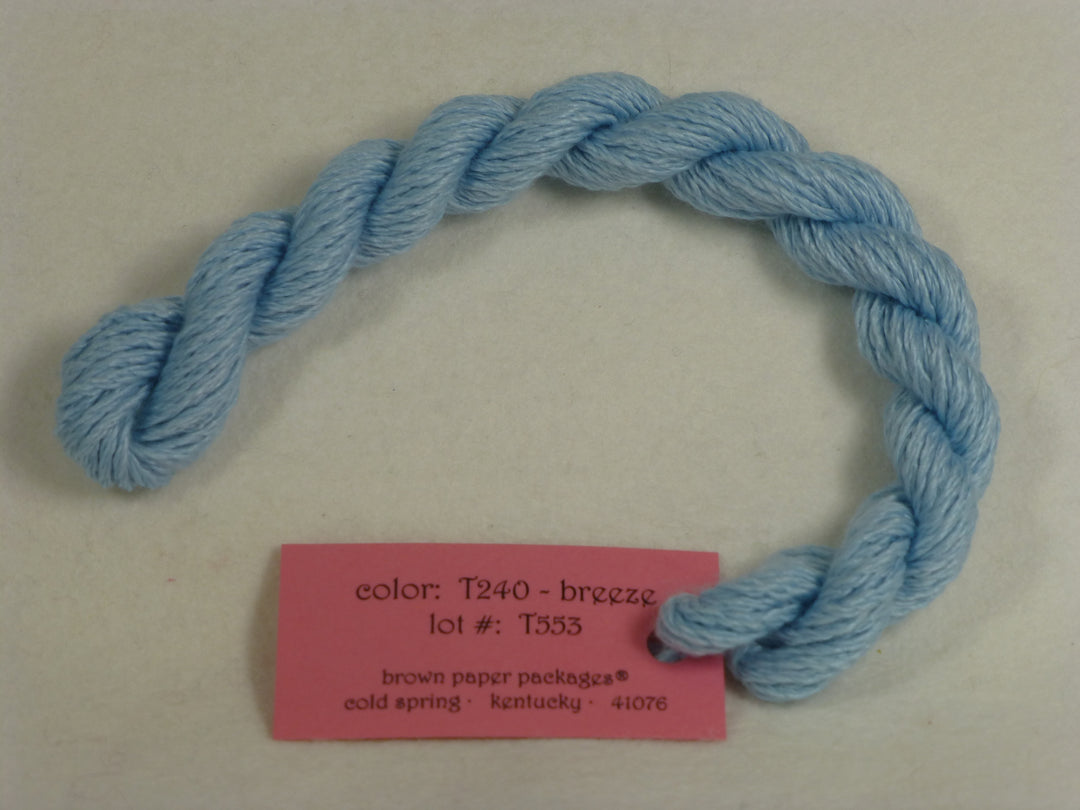 color: T240 - breeze
lot #: T553
brown paper packages®
cold spring · kentucky · 41076